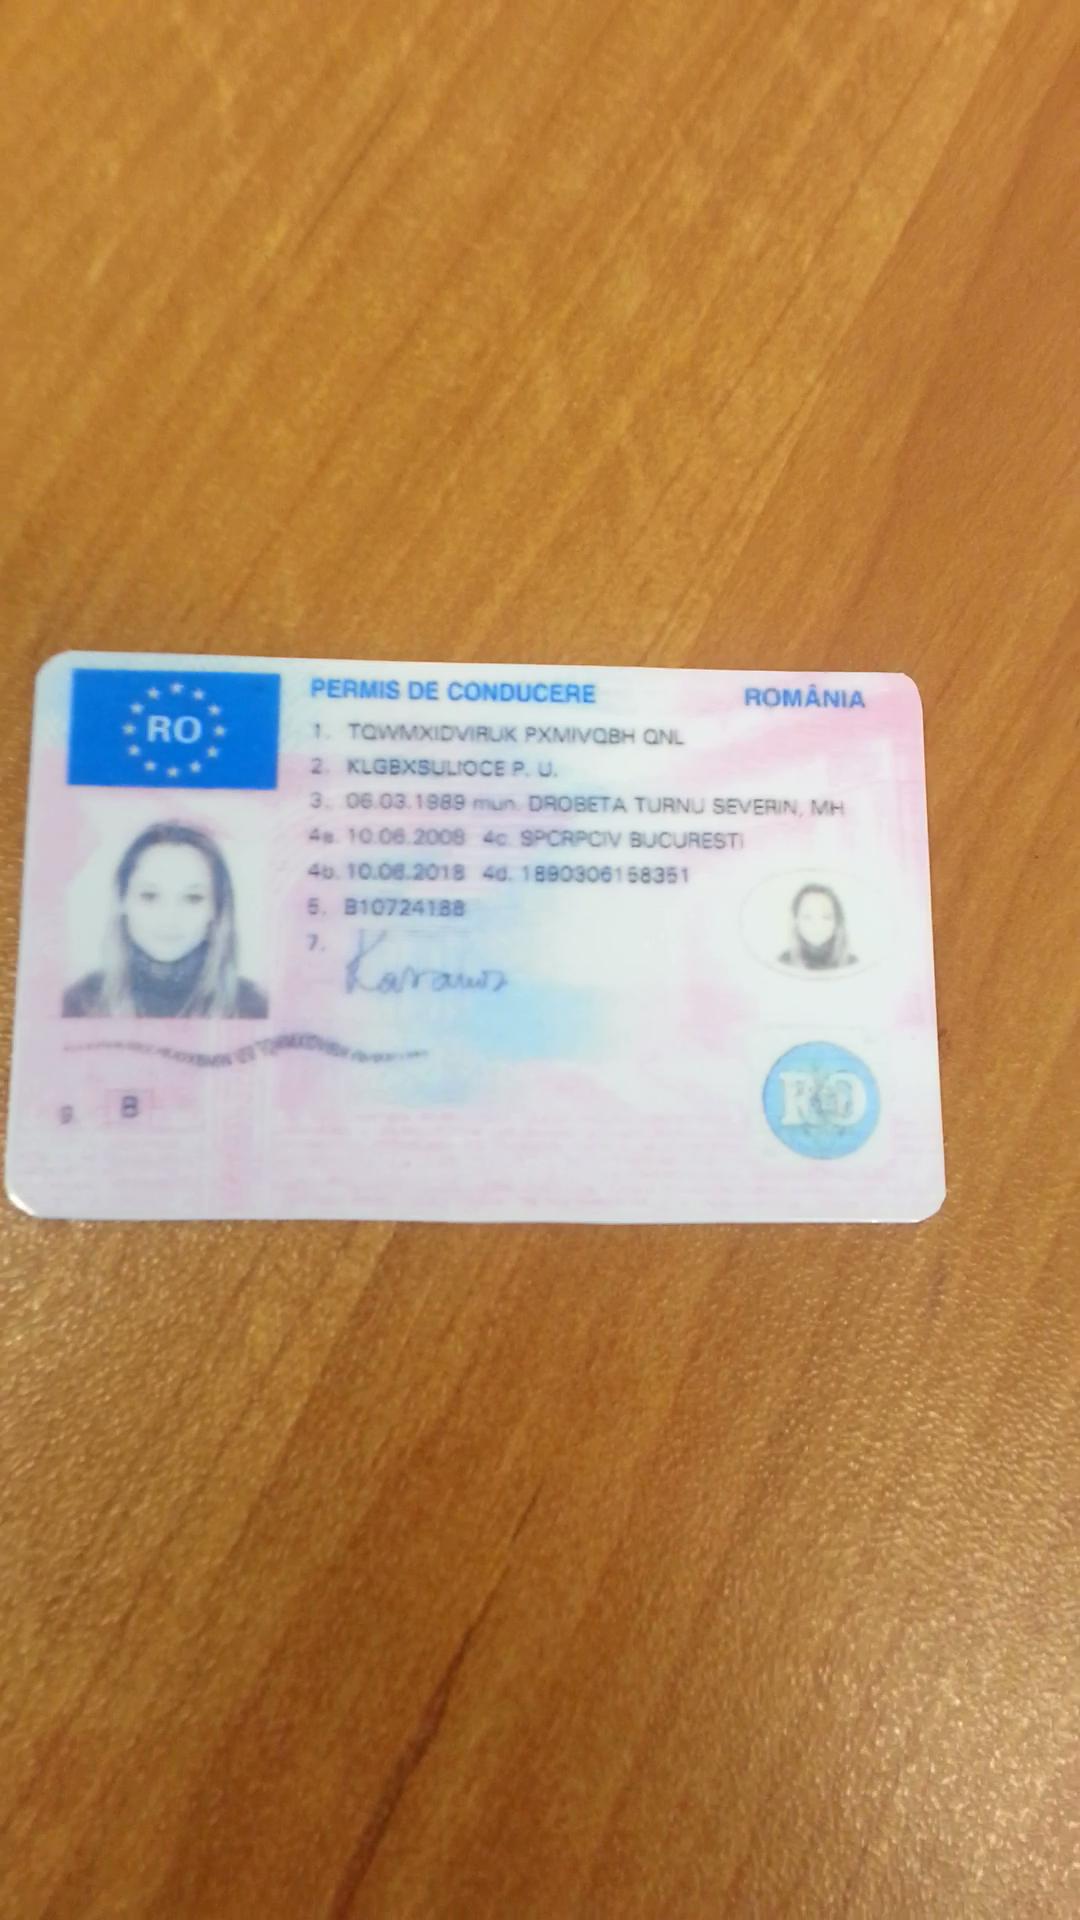 RO
PERMIS DE CONDUCERE ROMÂNIA
1. TQWMXIDVIRUK PXMIVQBH QNL
2. KLGBXSULIOCE P. U.
3. 06.03.1989 mun. DROBETA TURNU SEVERIN, MH
4a. 10.06.2008 4c. SPCRPCIV BUCURESTI
4b. 10.06.2018 4d. 1890306158351
5. B10724188
7.
9. B
RO